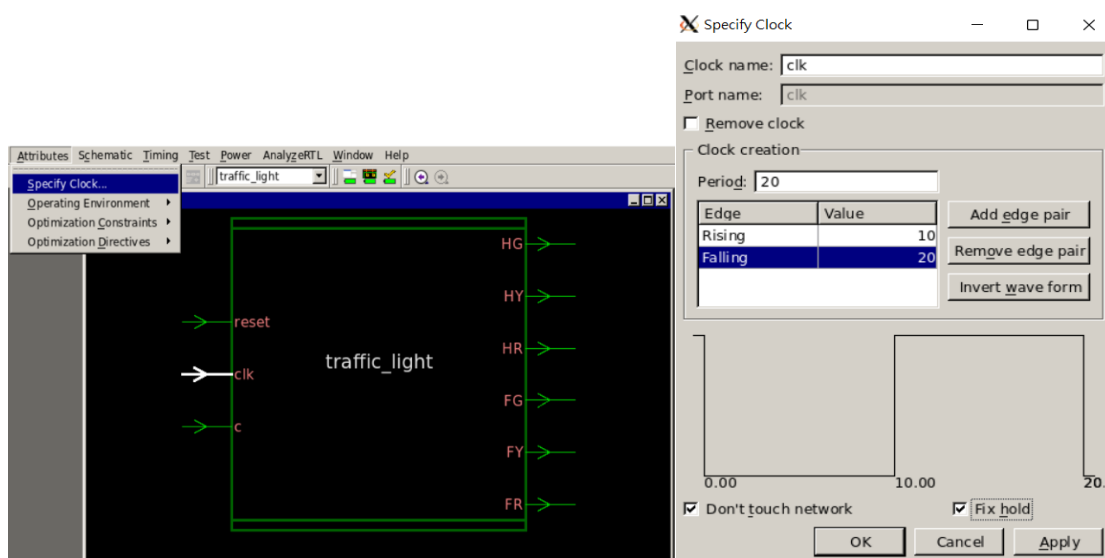 Attributes Schematic Timing Test Power AnalyzeRTL Window Help
traffic_light
Specify Clock...
Operating Environment
Optimization Constraints
Optimization Directives
HG
HY
reset
HR
traffic_light
clk
FG
c
FY
FR
Specify Clock
Clock name: clk
Port name: clk
Remove clock
Clock creation
Period: 20
Edge Value
Rising 10
Falling 20
Add edge pair
Remove edge pair
Invert wave form
0.00 10.00 20.
Don't touch network Fix hold
OK Cancel Apply